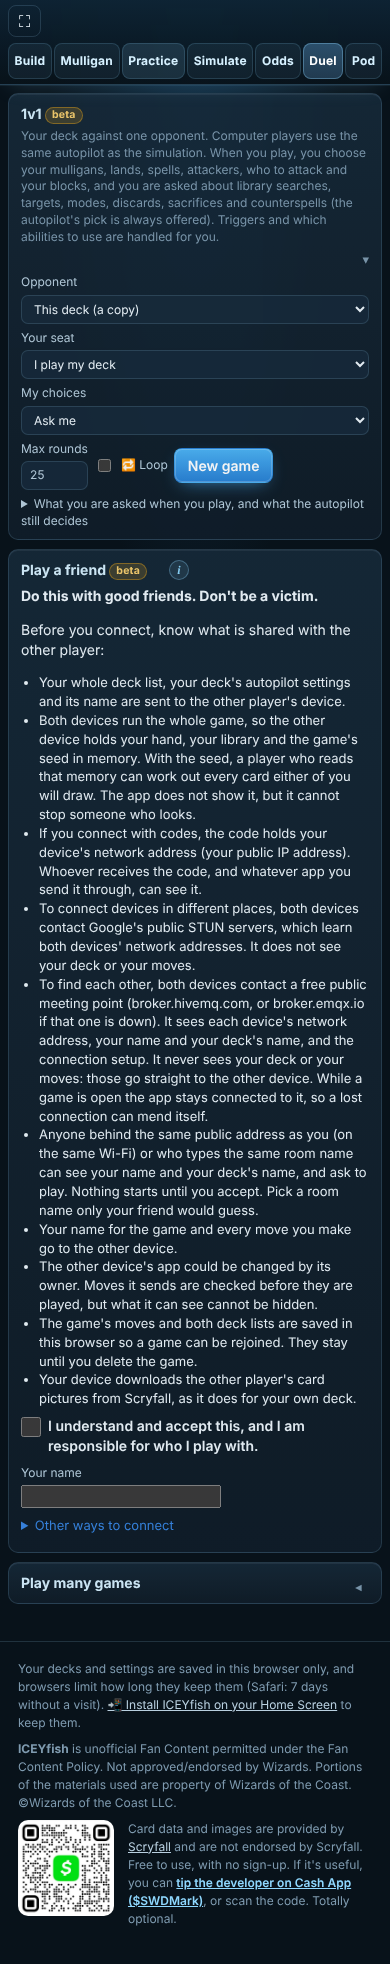 Build Mulligan Practice Simulate Odds Duel Pod
1v1 beta
Your deck against one opponent. Computer players use the
same autopilot as the simulation. When you play, you choose
your mulligans, lands, spells, attackers, who to attack and
your blocks, and you are asked about library searches,
targets, modes, discards, sacrifices and counterspells (the
autopilot's pick is always offered). Triggers and which
abilities to use are handled for you.
▾
Opponent
This deck (a copy)
Your seat
I play my deck
My choices
Ask me
Max rounds
25
🔁 Loop
New game
▶ What you are asked when you play, and what the autopilot
still decides
Play a friend beta i
Do this with good friends. Don't be a victim.
Before you connect, know what is shared with the
other player:
• Your whole deck list, your deck's autopilot settings
and its name are sent to the other player's device.
• Both devices run the whole game, so the other
device holds your hand, your library and the game's
seed in memory. With the seed, a player who reads
that memory can work out every card either of you
will draw. The app does not show it, but it cannot
stop someone who looks.
• If you connect with codes, the code holds your
device's network address (your public IP address).
Whoever receives the code, and whatever app you
send it through, can see it.
• To connect devices in different places, both devices
contact Google's public STUN servers, which learn
both devices' network addresses. It does not see
your deck or your moves.
• To find each other, both devices contact a free public
meeting point (broker.hivemq.com, or broker.emqx.io
if that one is down). It sees each device's network
address, your name and your deck's name, and the
connection setup. It never sees your deck or your
moves: those go straight to the other device. While a
game is open the app stays connected to it, so a lost
connection can mend itself.
• Anyone behind the same public address as you (on
the same Wi-Fi) or who types the same room name
can see your name and your deck's name, and ask to
play. Nothing starts until you accept. Pick a room
name only your friend would guess.
• Your name for the game and every move you make
go to the other device.
• The other device's app could be changed by its
owner. Moves it sends are checked before they are
played, but what it can see cannot be hidden.
• The game's moves and both deck lists are saved in
this browser so a game can be rejoined. They stay
until you delete the game.
• Your device downloads the other player's card
pictures from Scryfall, as it does for your own deck.
I understand and accept this, and I am
responsible for who I play with.
Your name
▶ Other ways to connect
Play many games ◂
Your decks and settings are saved in this browser only, and
browsers limit how long they keep them (Safari: 7 days
without a visit). 📲 Install ICEYfish on your Home Screen to
keep them.
ICEYfish is unofficial Fan Content permitted under the Fan
Content Policy. Not approved/endorsed by Wizards. Portions
of the materials used are property of Wizards of the Coast.
©Wizards of the Coast LLC.
Card data and images are provided by
Scryfall and are not endorsed by Scryfall.
Free to use, with no sign-up. If it's useful,
you can tip the developer on Cash App
($SWDMark), or scan the code. Totally
optional.